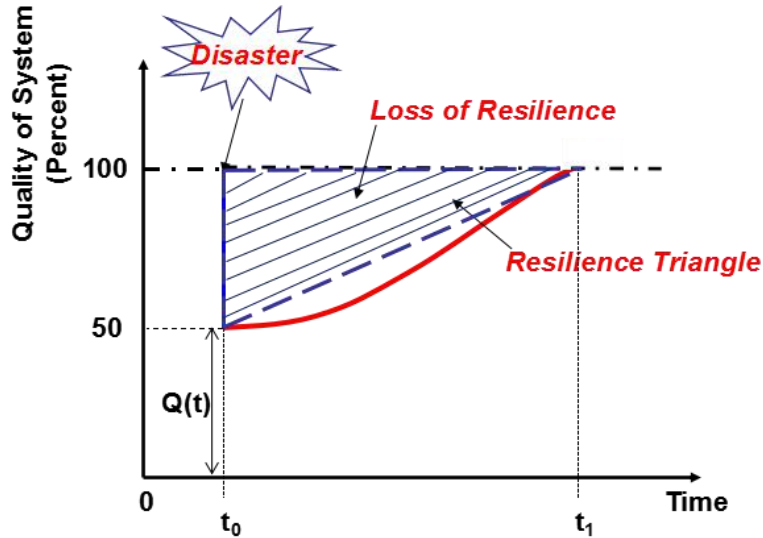 Disaster
Quality of System
(Percent)
Loss of Resilience
100
Resilience Triangle
50
Q(t)
0
Time
t₀
t₁